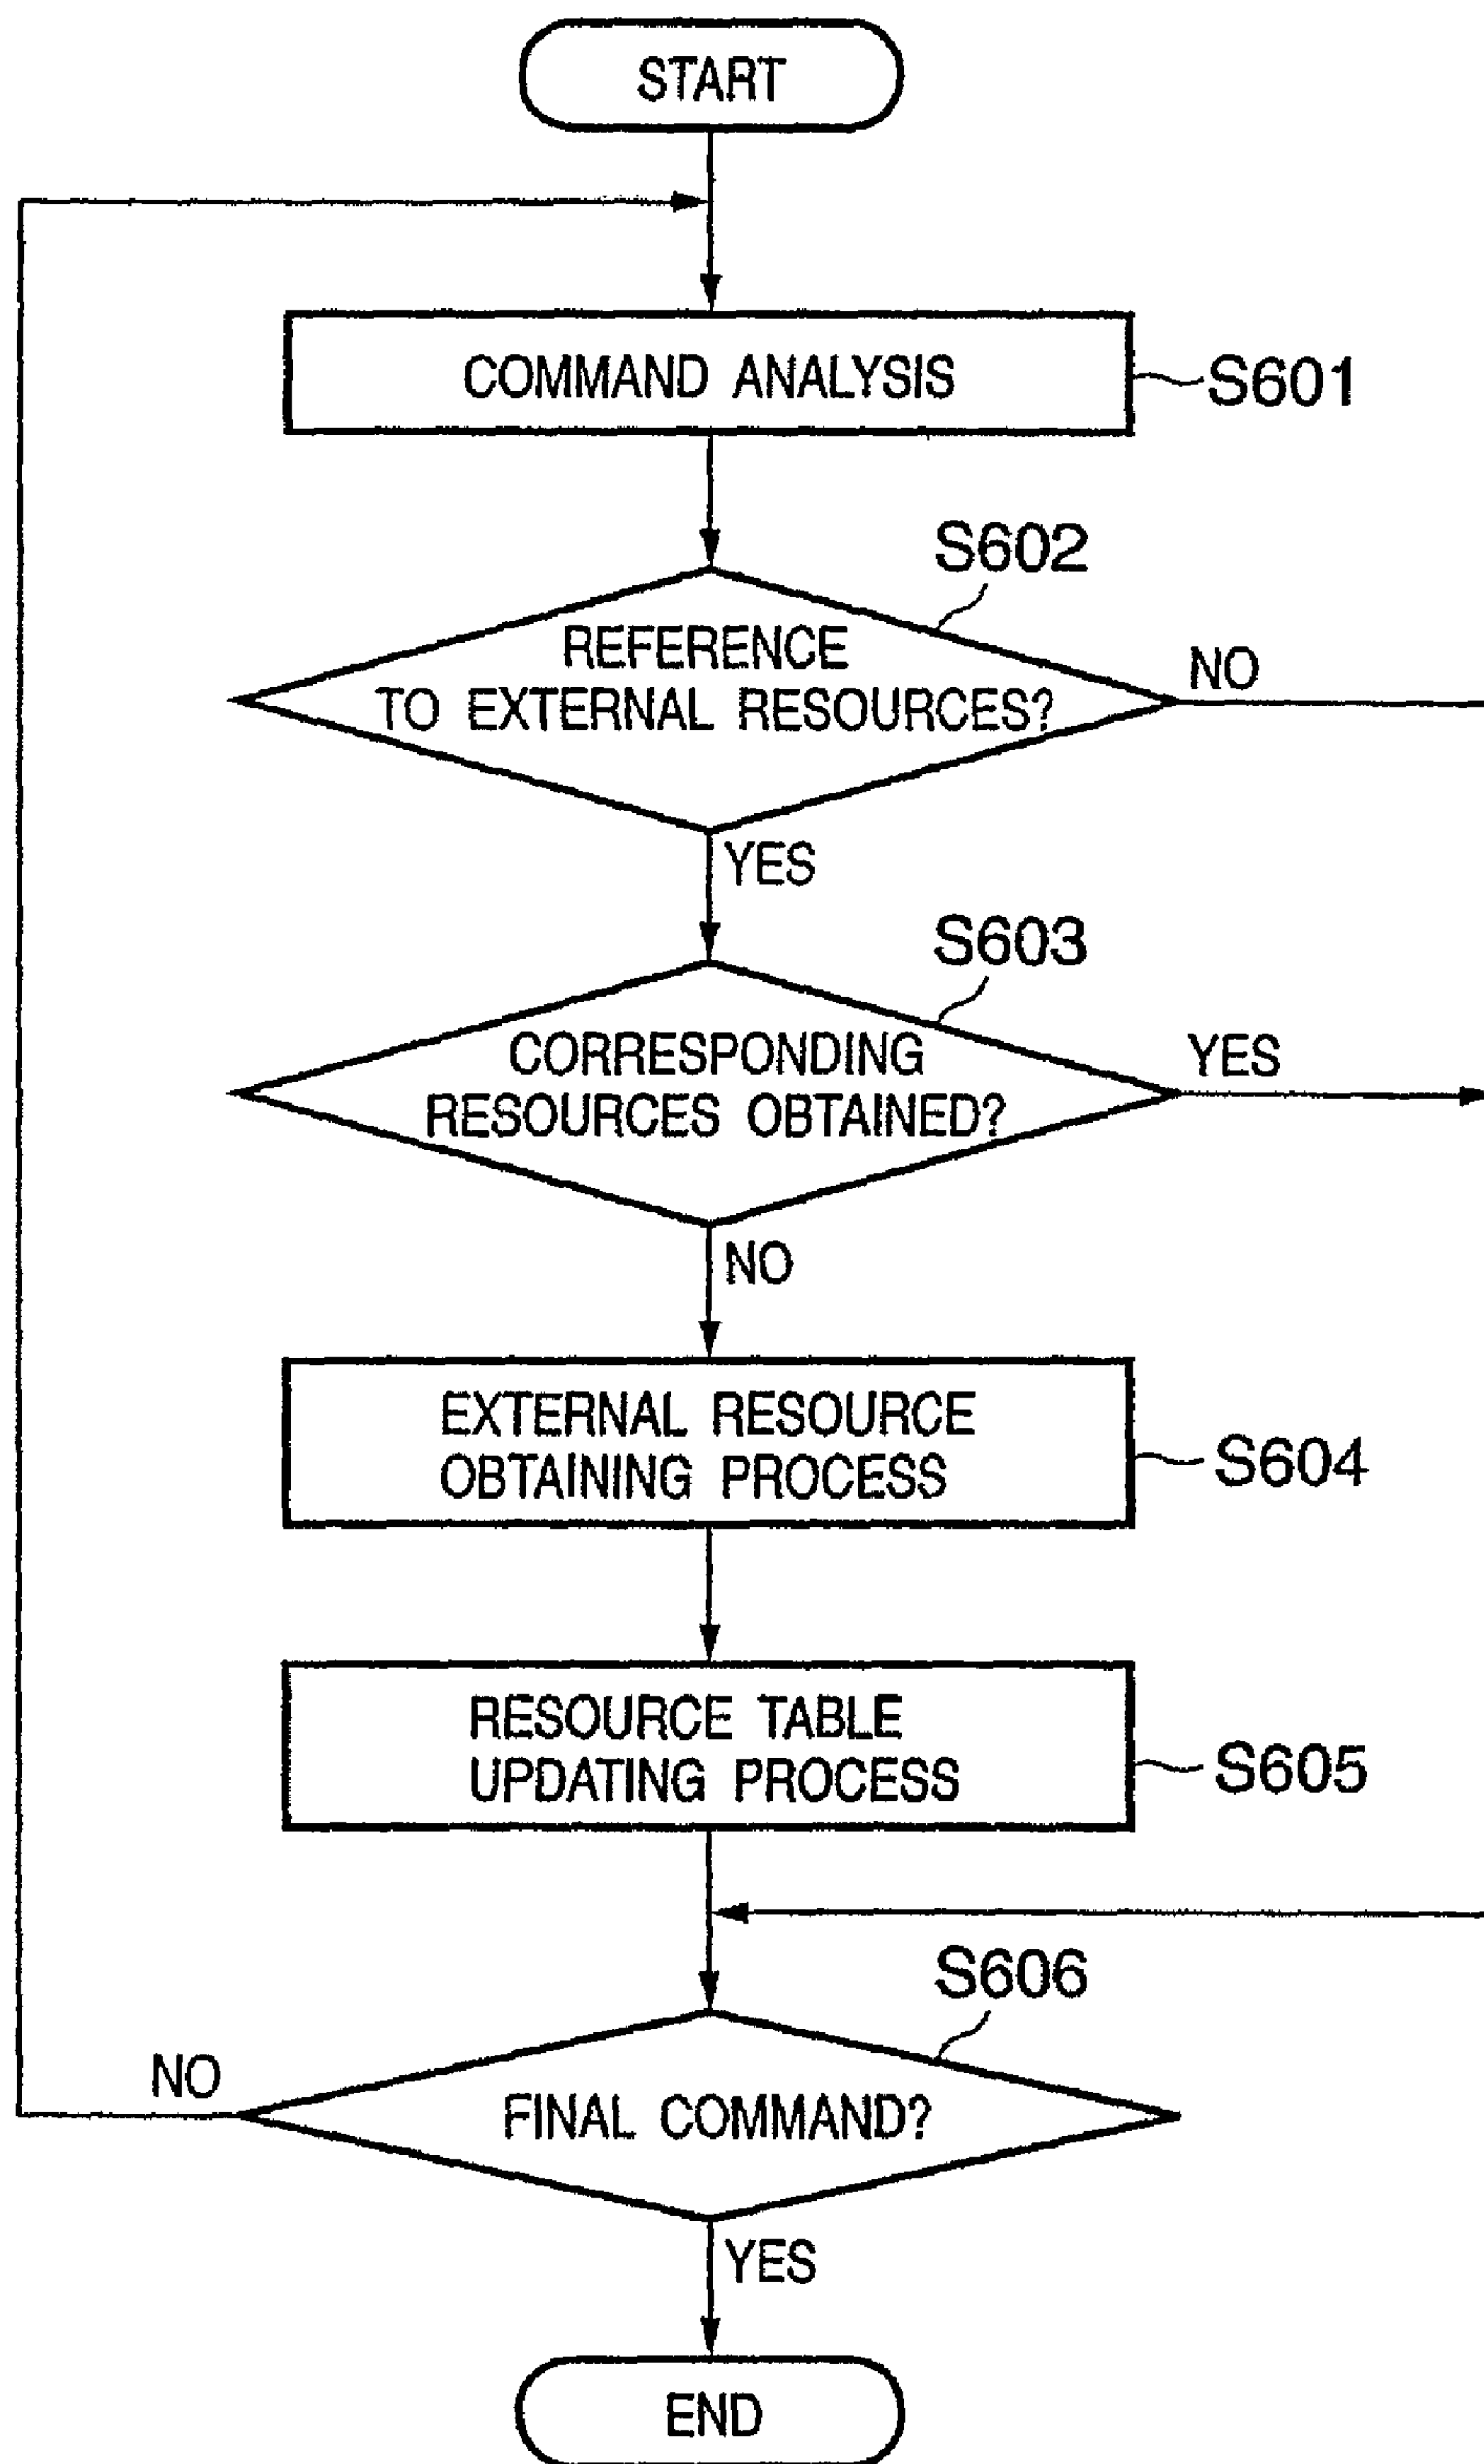 START
COMMAND ANALYSIS
S601
S602
REFERENCE
TO EXTERNAL RESOURCES?
NO
YES
S603
CORRESPONDING
RESOURCES OBTAINED?
YES
NO
EXTERNAL RESOURCE
OBTAINING PROCESS
S604
RESOURCE TABLE
UPDATING PROCESS
S605
S606
FINAL COMMAND?
NO
YES
END